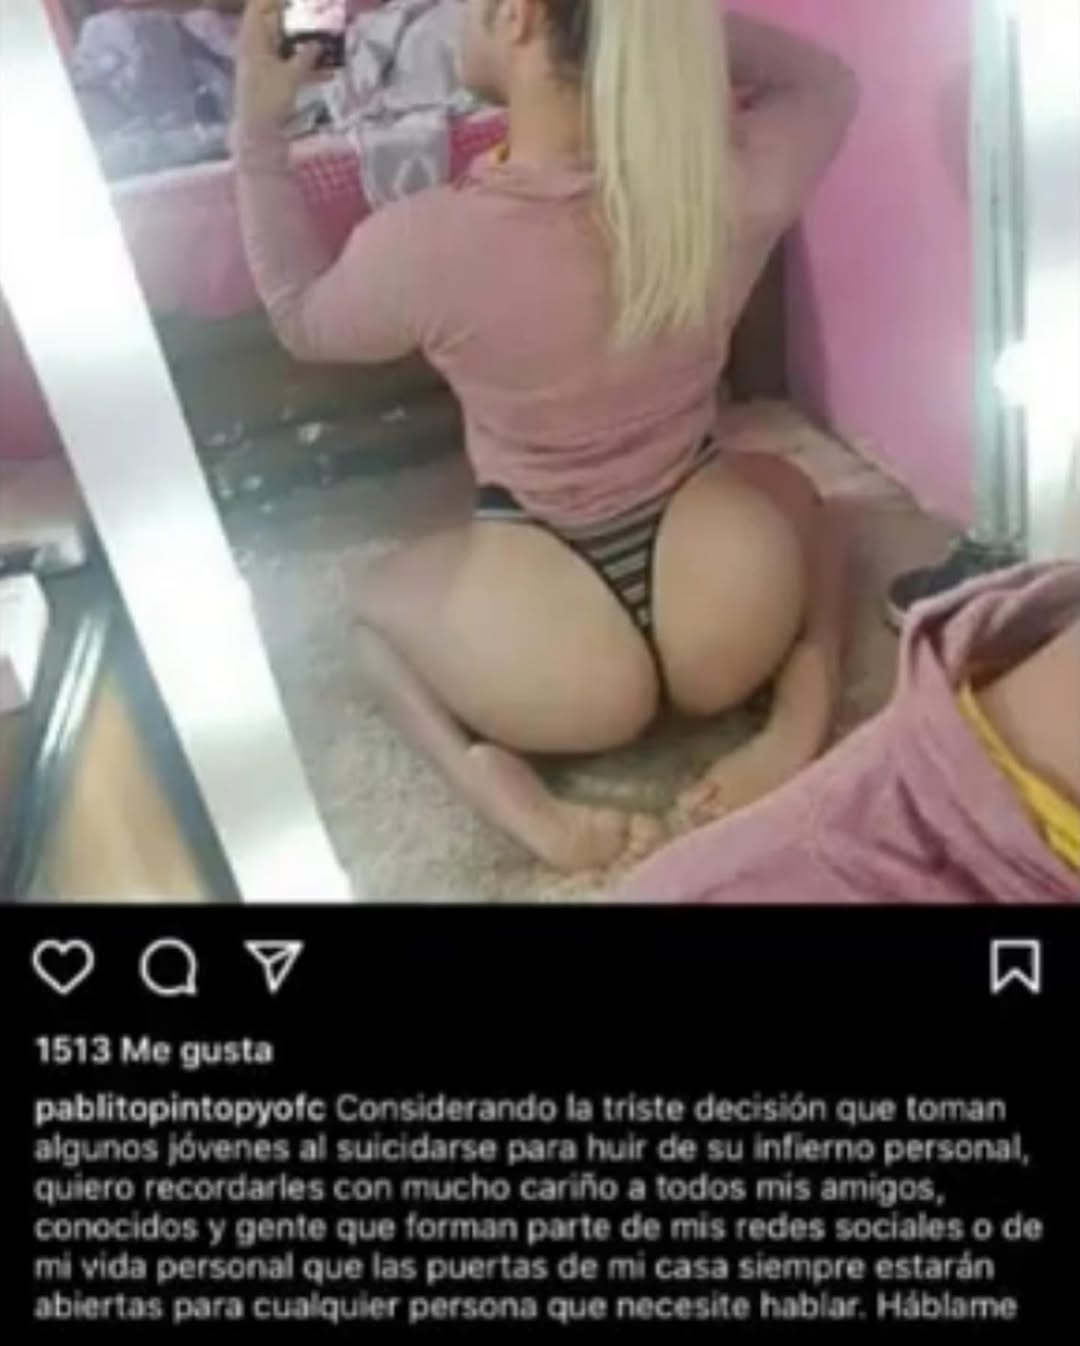 1513 Me gusta
pablitopintopyofc Considerando la triste decisión que toman
algunos jóvenes al suicidarse para huir de su infierno personal,
quiero recordarles con mucho cariño a todos mis amigos,
conocidos y gente que forman parte de mis redes sociales o de
mi vida personal que las puertas de mi casa siempre estarán
abiertas para cualquier persona que necesite hablar. Háblame